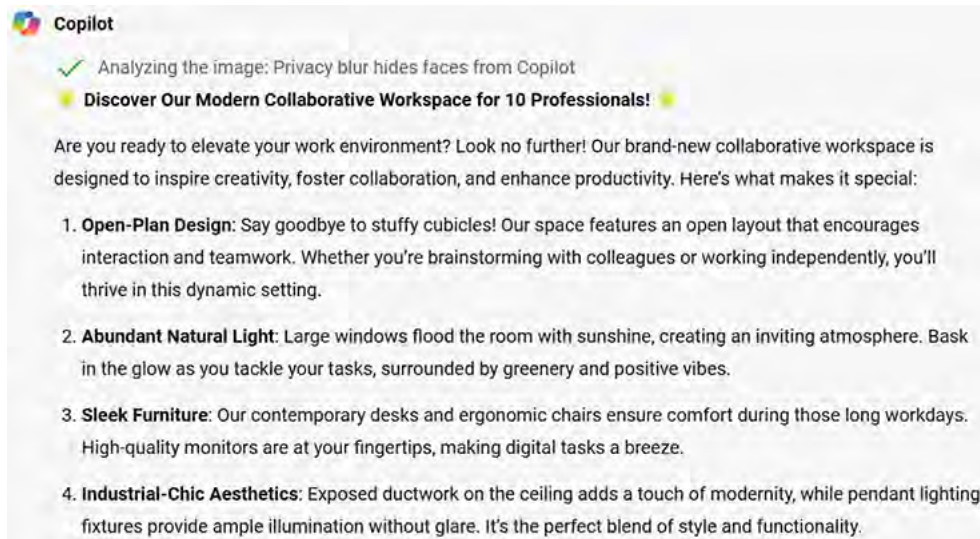 Copilot
Analyzing the image: Privacy blur hides faces from Copilot
Discover Our Modern Collaborative Workspace for 10 Professionals!
Are you ready to elevate your work environment? Look no further! Our brand-new collaborative workspace is
designed to inspire creativity, foster collaboration, and enhance productivity. Here's what makes it special:
1. Open-Plan Design: Say goodbye to stuffy cubicles! Our space features an open layout that encourages
interaction and teamwork. Whether you're brainstorming with colleagues or working independently, you'll
thrive in this dynamic setting.
2. Abundant Natural Light: Large windows flood the room with sunshine, creating an inviting atmosphere. Bask
in the glow as you tackle your tasks, surrounded by greenery and positive vibes.
3. Sleek Furniture: Our contemporary desks and ergonomic chairs ensure comfort during those long workdays.
High-quality monitors are at your fingertips, making digital tasks a breeze.
4. Industrial-Chic Aesthetics: Exposed ductwork on the ceiling adds a touch of modernity, while pendant lighting
fixtures provide ample illumination without glare. It's the perfect blend of style and functionality.